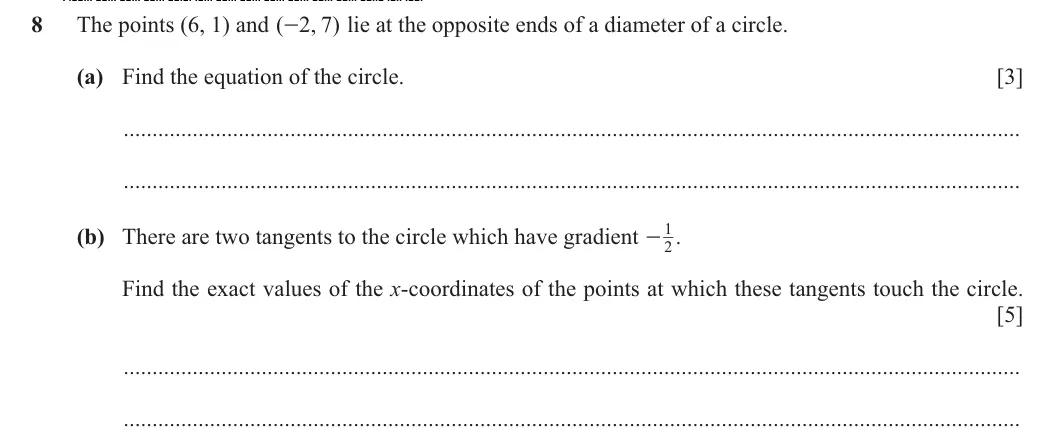 8 The points (6, 1) and (−2, 7) lie at the opposite ends of a diameter of a circle.
(a) Find the equation of the circle. [3]
(b) There are two tangents to the circle which have gradient −1/2.
Find the exact values of the x-coordinates of the points at which these tangents touch the circle.
[5]